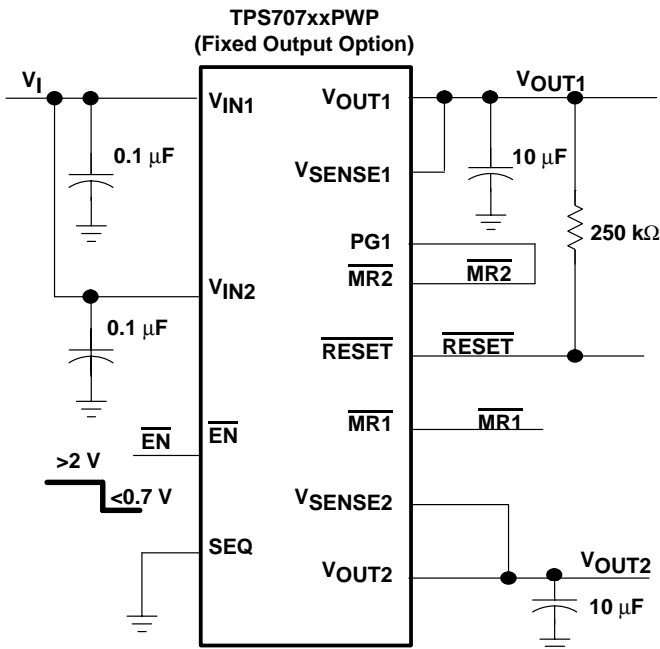 TPS707xxPWP
(Fixed Output Option)
VI
VIN1
VOUT1
VOUT1
0.1 μF
10 μF
VSENSE1
250 kΩ
PG1
MR2
MR2
VIN2
0.1 μF
RESET
RESET
EN
EN
MR1
MR1
>2 V
<0.7 V
VSENSE2
SEQ
VOUT2
VOUT2
10 μF